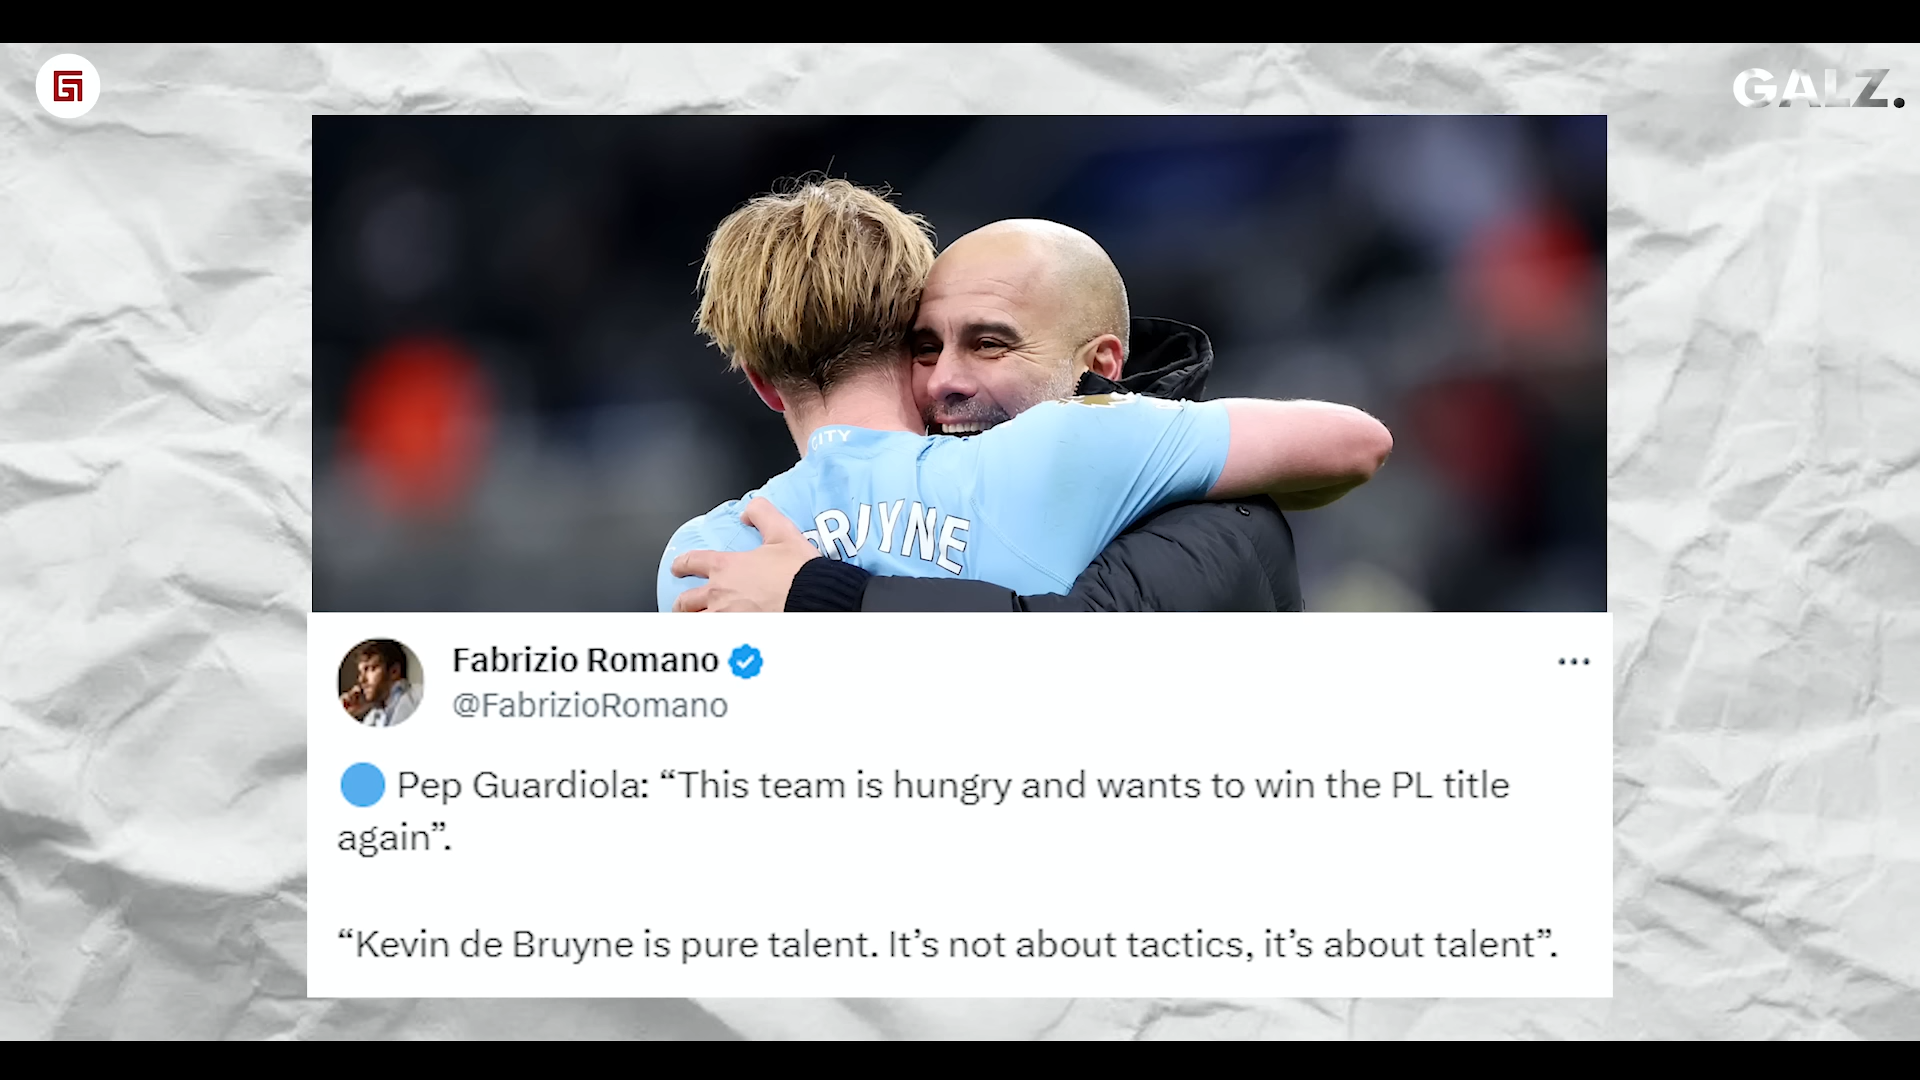 GALZ.
CITY
BRUYNE
Fabrizio Romano
@FabrizioRomano
Pep Guardiola: “This team is hungry and wants to win the PL title
again”.
“Kevin de Bruyne is pure talent. It’s not about tactics, it’s about talent”.